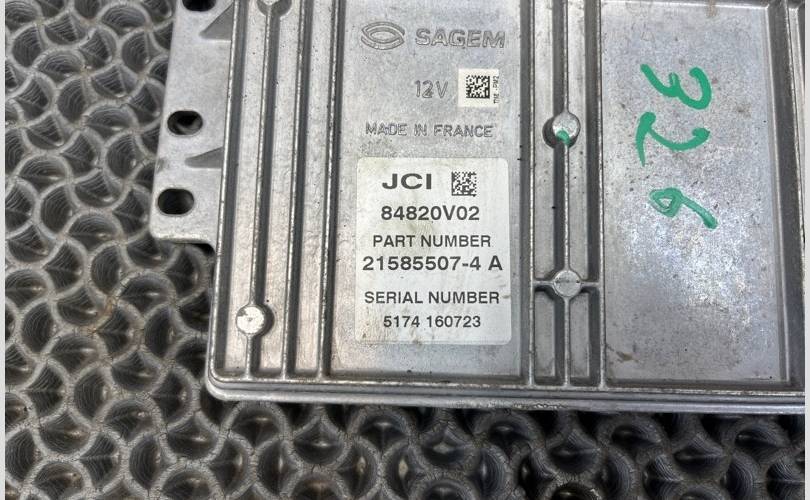 SAGEM
12V
MADE IN FRANCE
JCI
84820V02
PART NUMBER
21585507-4 A
SERIAL NUMBER
5174 160723
326